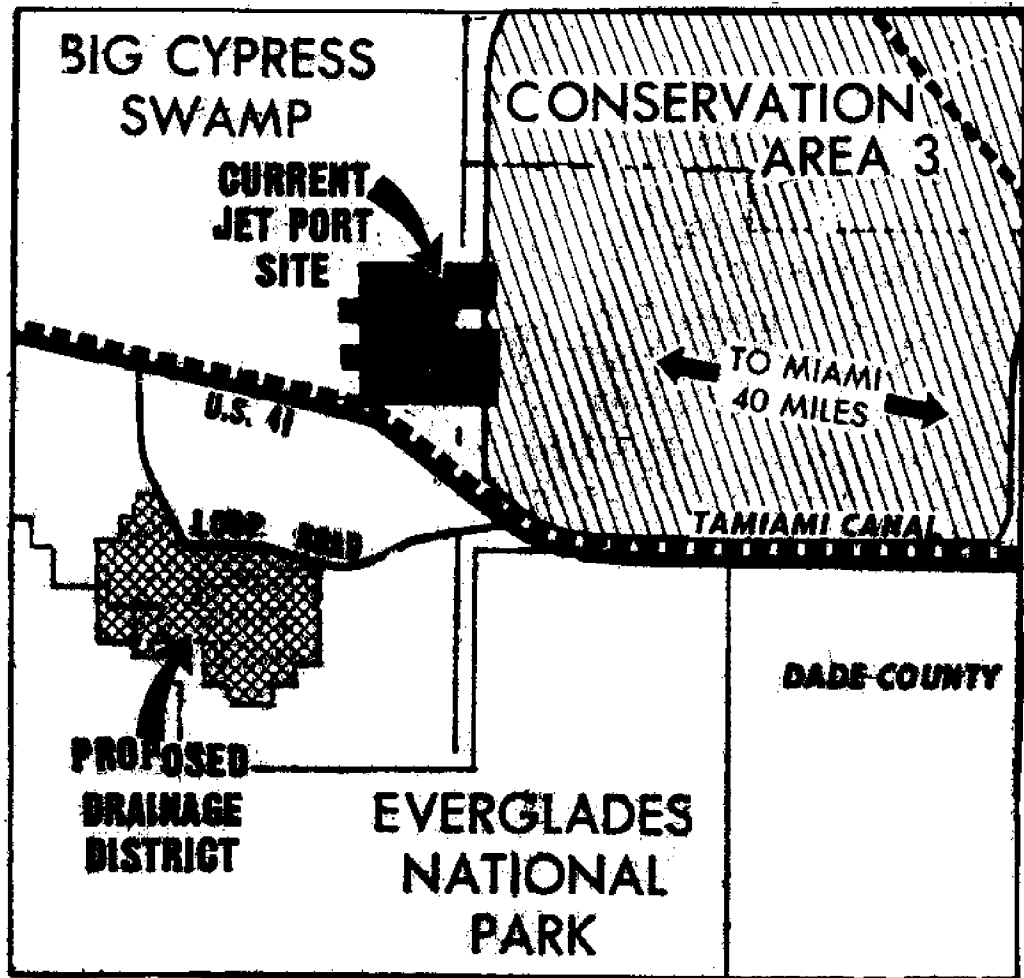 BIG CYPRESS
SWAMP
CONSERVATION
AREA 3
CURRENT
JET PORT
SITE
TO MIAMI
40 MILES
U.S. 41
LOOP ROAD
TAMIAMI CANAL
DADE COUNTY
PROPOSED
DRAINAGE
DISTRICT
EVERGLADES
NATIONAL
PARK